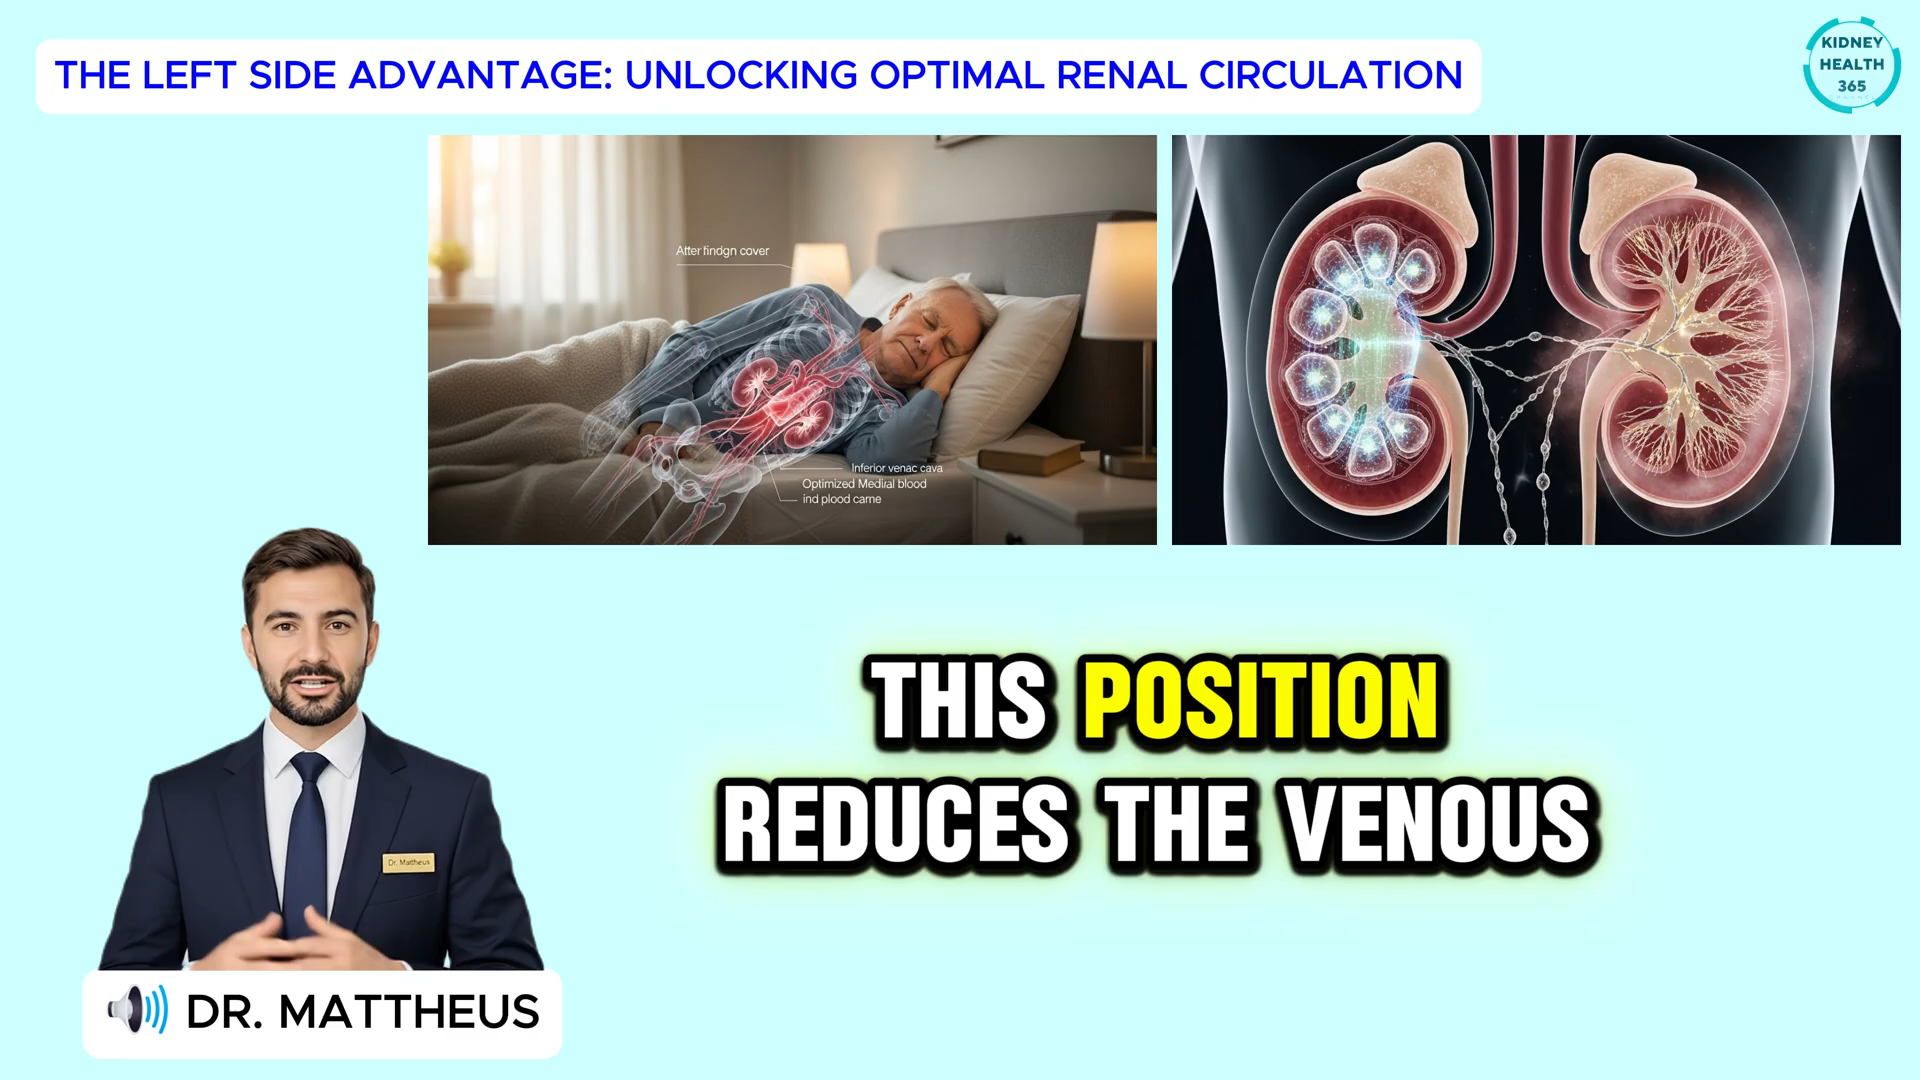 THE LEFT SIDE ADVANTAGE: UNLOCKING OPTIMAL RENAL CIRCULATION
KIDNEY
HEALTH
365
Atter findgn cover
Inferior venac cava
Optimized Medıral blood
ind plood came
THIS POSITION
REDUCES THE VENOUS
Dr. Mattheus
DR. MATTHEUS